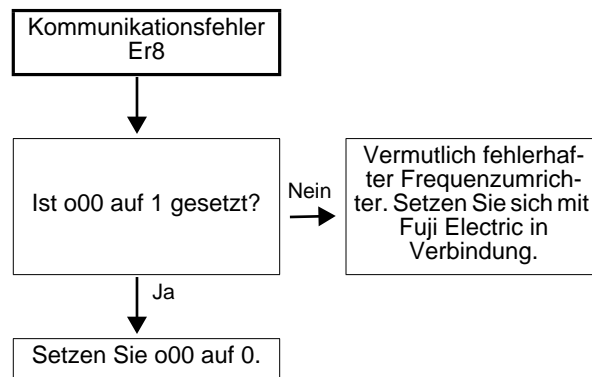 Kommunikationsfehler
Er8
Ist o00 auf 1 gesetzt?
Nein
Vermutlich fehlerhaf-
ter Frequenzumrich-
ter. Setzen Sie sich mit
Fuji Electric in
Verbindung.
Ja
Setzen Sie o00 auf 0.